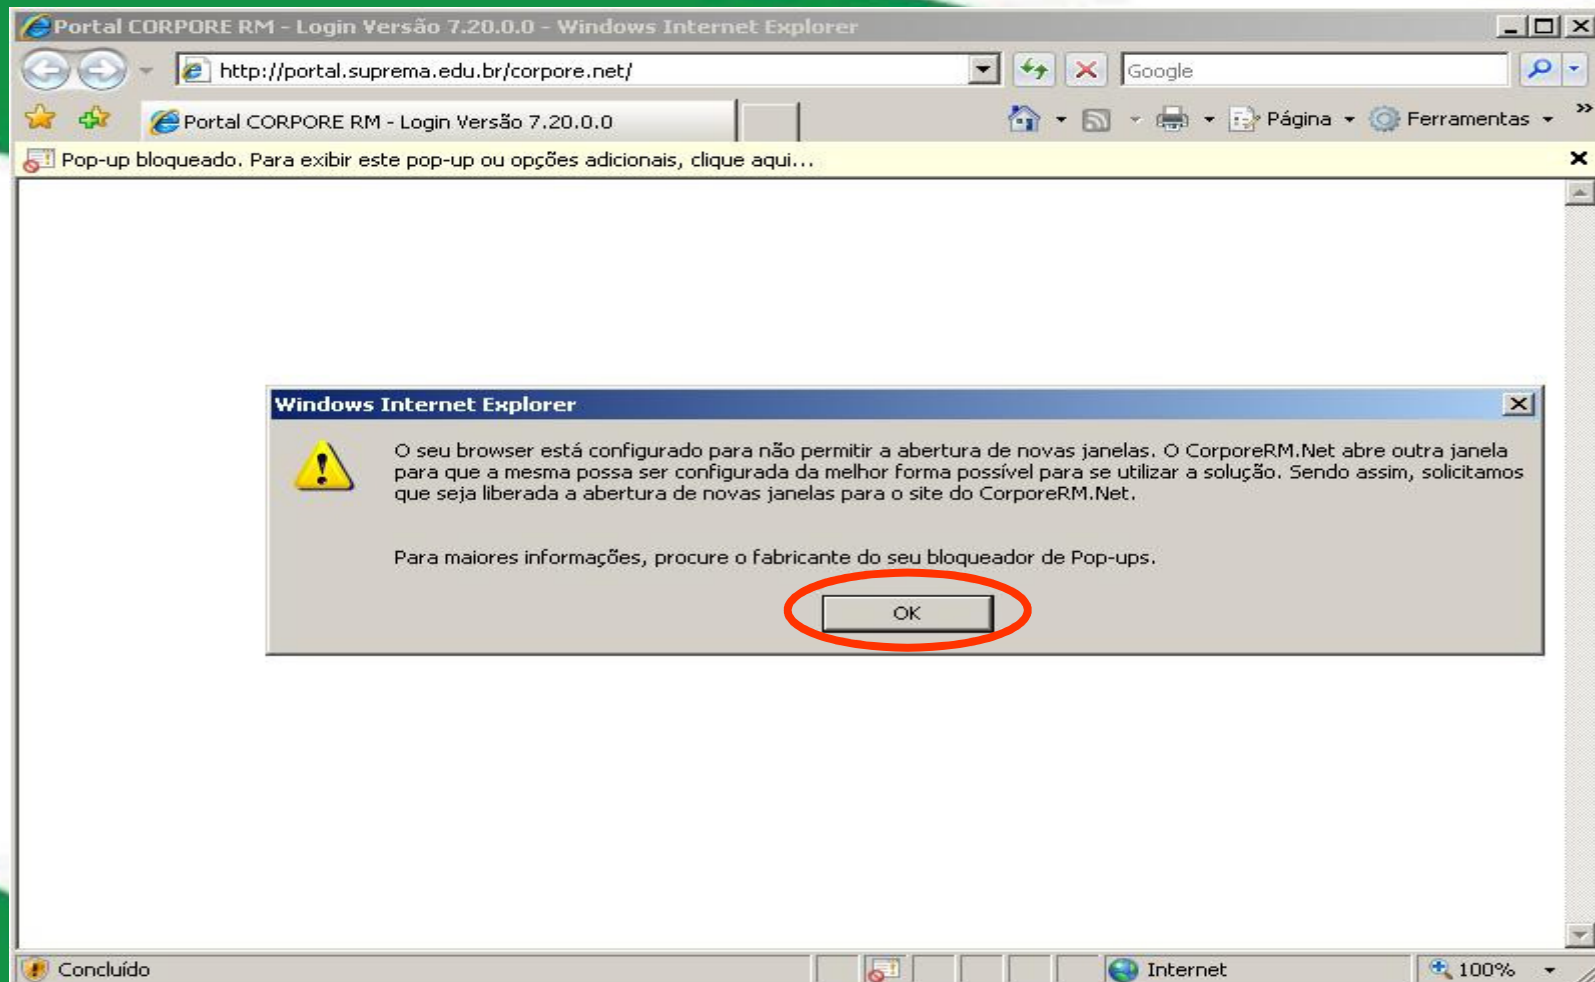 Portal CORPORE RM - Login Versão 7.20.0.0 - Windows Internet Explorer
http://portal.suprema.edu.br/corpore.net/
Google
Portal CORPORE RM - Login Versão 7.20.0.0
Página
Ferramentas
Pop-up bloqueado. Para exibir este pop-up ou opções adicionais, clique aqui...
Windows Internet Explorer
O seu browser está configurado para não permitir a abertura de novas janelas. O CorporeRM.Net abre outra janela
para que a mesma possa ser configurada da melhor forma possível para se utilizar a solução. Sendo assim, solicitamos
que seja liberada a abertura de novas janelas para o site do CorporeRM.Net.
Para maiores informações, procure o fabricante do seu bloqueador de Pop-ups.
OK
Concluído
Internet
100%